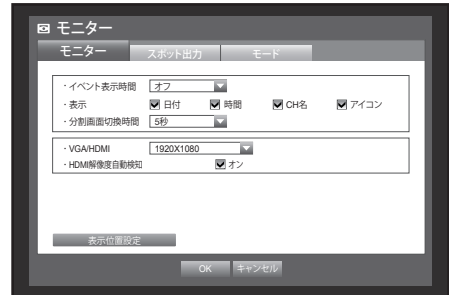 モニター
モニター スポット出力 モード
・イベント表示時間 オフ
・表示 日付 時間 CH名 アイコン
・分割画面切換時間 5秒
・VGA/HDMI 1920X1080
・HDMI解像度自動検知 オン
表示位置設定
OK キャンセル